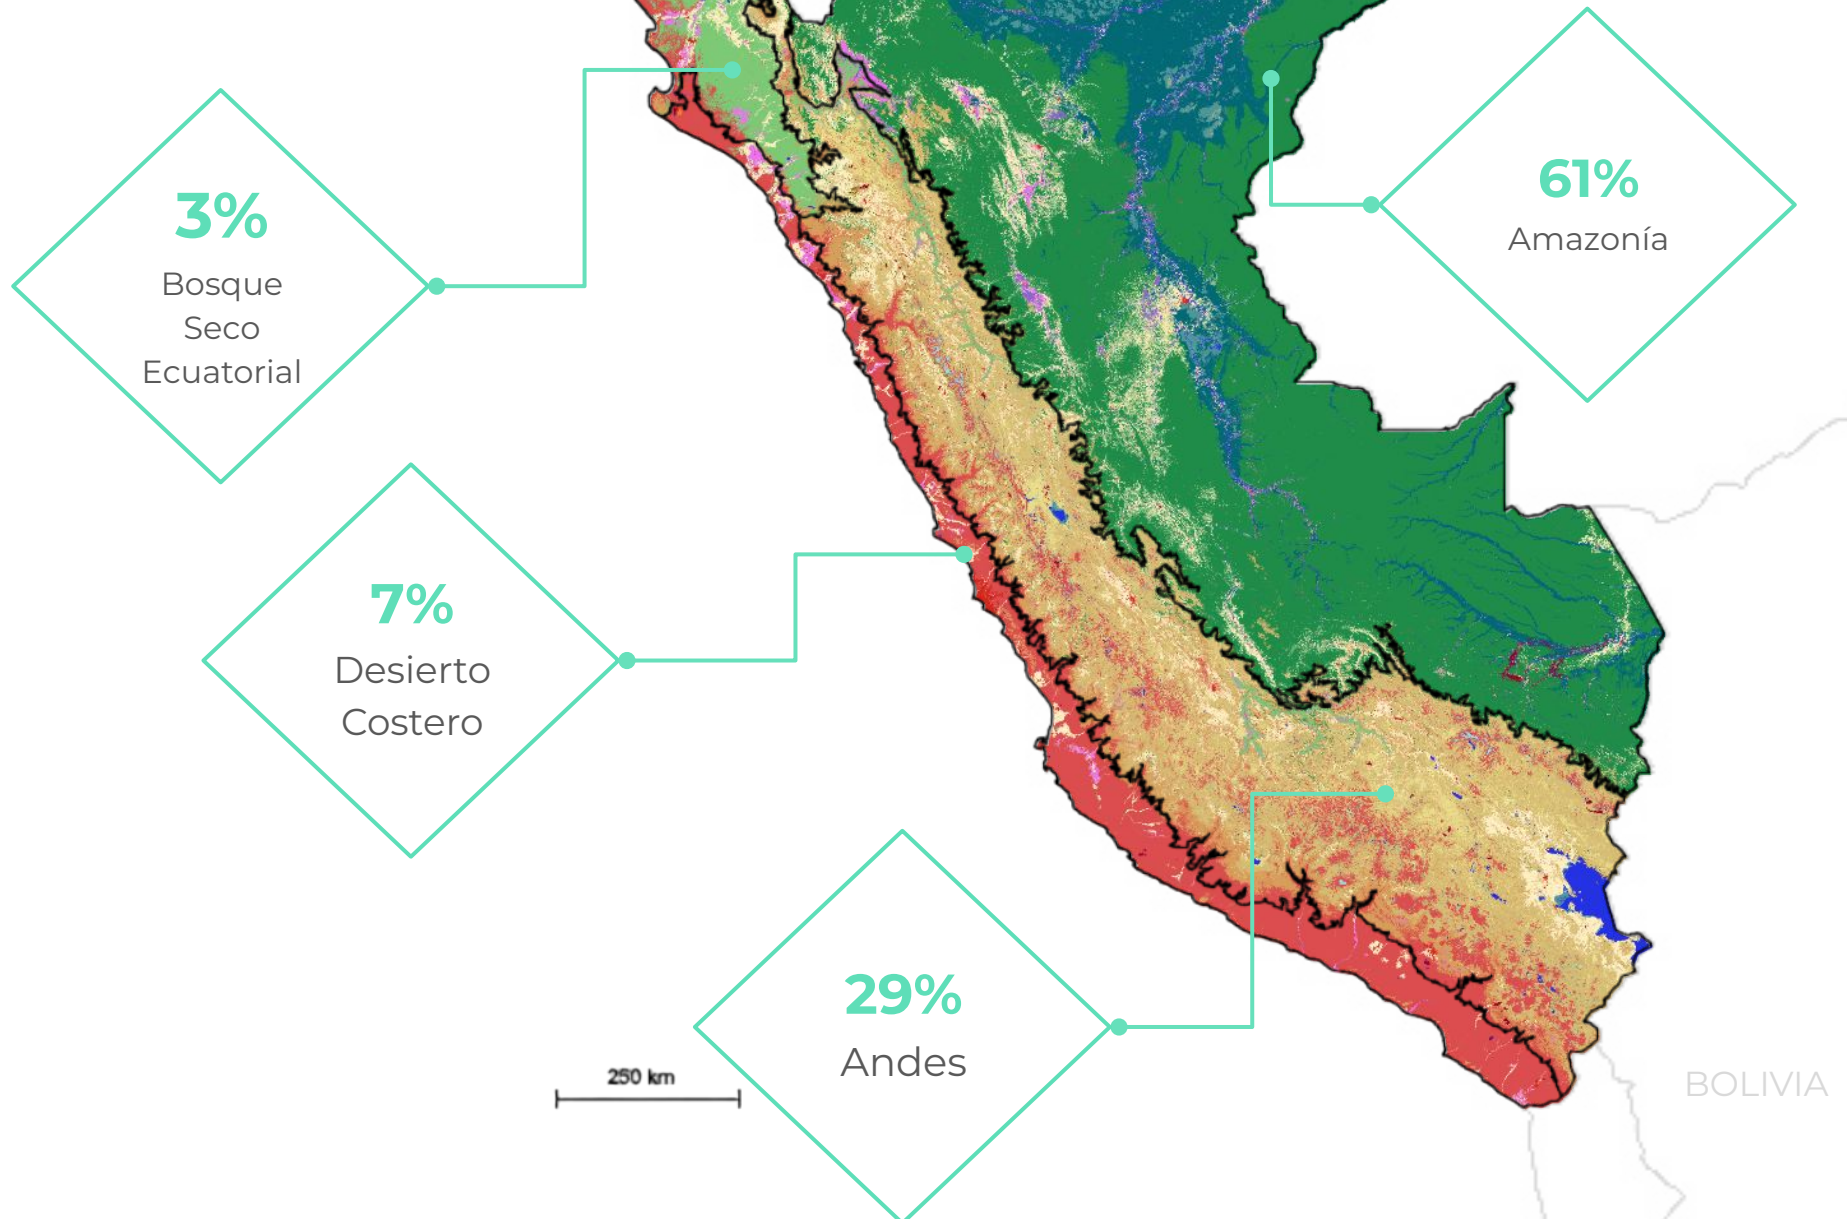 3%
Bosque
Seco
Ecuatorial
61%
Amazonía
7%
Desierto
Costero
29%
Andes
250 km
BOLIVIA